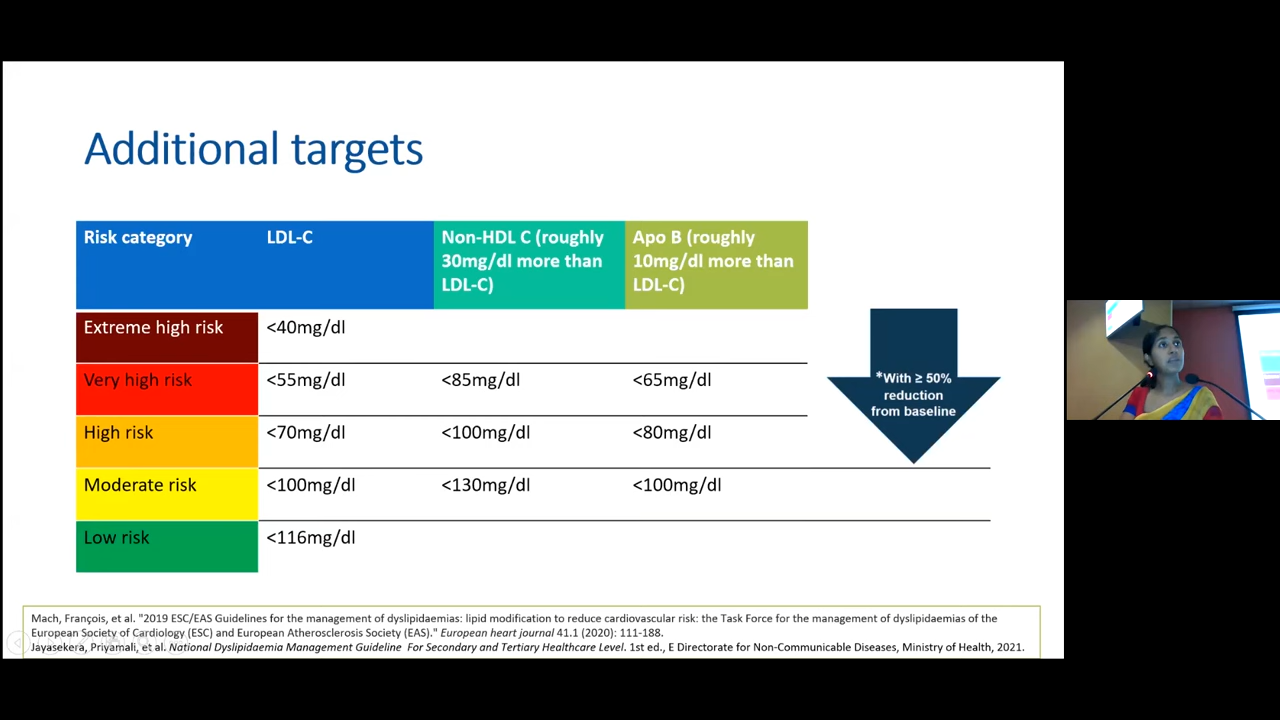 Additional targets
Risk category LDL-C Non-HDL C (roughly 30mg/dl more than LDL-C) Apo B (roughly 10mg/dl more than LDL-C)
Extreme high risk <40mg/dl
Very high risk <55mg/dl <85mg/dl <65mg/dl
High risk <70mg/dl <100mg/dl <80mg/dl
Moderate risk <100mg/dl <130mg/dl <100mg/dl
Low risk <116mg/dl
*With ≥ 50%
reduction
from baseline
Mach, François, et al. "2019 ESC/EAS Guidelines for the management of dyslipidaemias: lipid modification to reduce cardiovascular risk: the Task Force for the management of dyslipidaemias of the
European Society of Cardiology (ESC) and European Atherosclerosis Society (EAS)." European heart journal 41.1 (2020): 111-188.
Jayasekera, Priyamali, et al. National Dyslipidaemia Management Guideline For Secondary and Tertiary Healthcare Level. 1st ed., E Directorate for Non-Communicable Diseases, Ministry of Health, 2021.